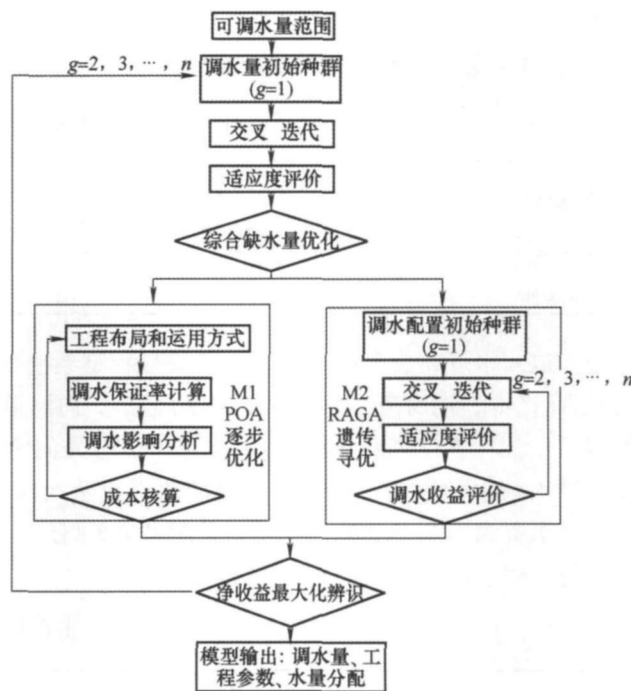 可调水量范围
g=2, 3, ···, n
调水量初始种群
(g=1)
交叉 迭代
适应度评价
综合缺水量优化
工程布局和运用方式
调水保证率计算
调水影响分析
成本核算
M1
POA
逐步
优化
调水配置初始种群
(g=1)
g=2, 3, ···, n
交叉 迭代
适应度评价
调水收益评价
M2
RAGA
遗传
寻优
净收益最大化辨识
模型输出: 调水量、工
程参数、水量分配